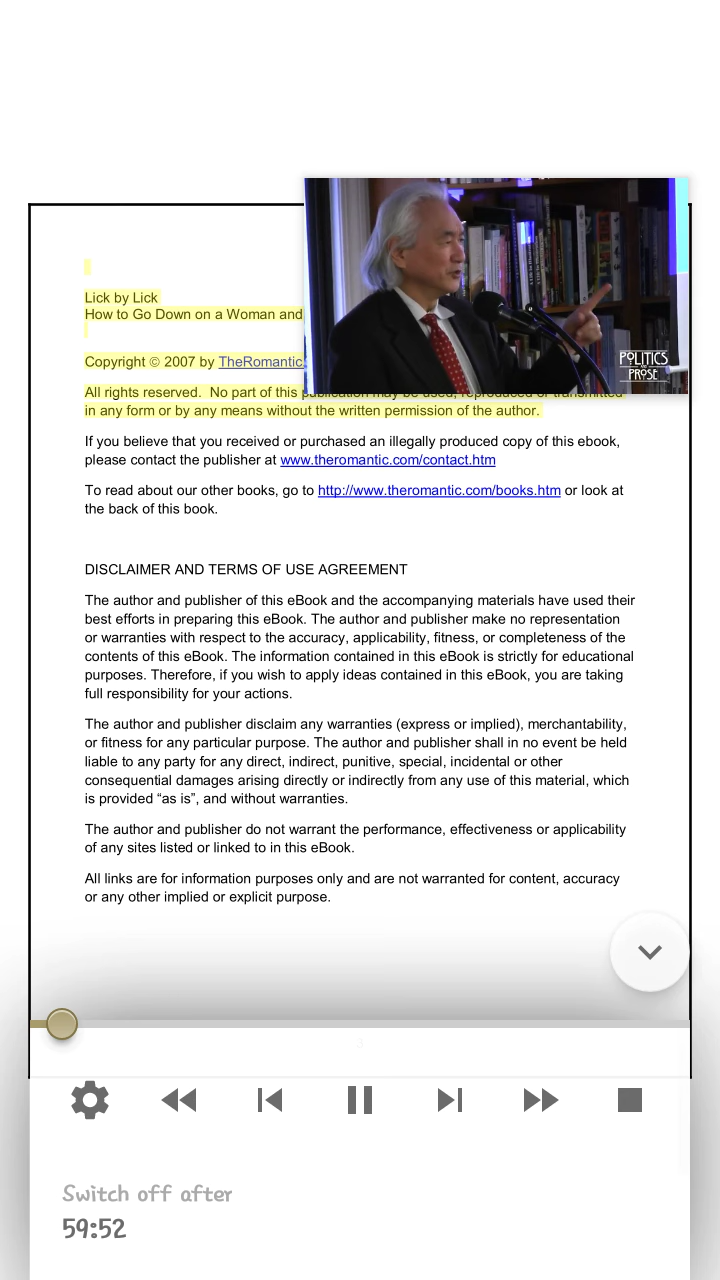 Lick by Lick
How to Go Down on a Woman and
Copyright © 2007 by TheRomantic.
All rights reserved.  No part of this publication may be used, reproduced or transmitted
in any form or by any means without the written permission of the author.
If you believe that you received or purchased an illegally produced copy of this ebook,
please contact the publisher at www.theromantic.com/contact.htm
To read about our other books, go to http://www.theromantic.com/books.htm or look at
the back of this book.
DISCLAIMER AND TERMS OF USE AGREEMENT
The author and publisher of this eBook and the accompanying materials have used their
best efforts in preparing this eBook. The author and publisher make no representation
or warranties with respect to the accuracy, applicability, fitness, or completeness of the
contents of this eBook. The information contained in this eBook is strictly for educational
purposes. Therefore, if you wish to apply ideas contained in this eBook, you are taking
full responsibility for your actions.
The author and publisher disclaim any warranties (express or implied), merchantability,
or fitness for any particular purpose. The author and publisher shall in no event be held
liable to any party for any direct, indirect, punitive, special, incidental or other
consequential damages arising directly or indirectly from any use of this material, which
is provided “as is”, and without warranties.
The author and publisher do not warrant the performance, effectiveness or applicability
of any sites listed or linked to in this eBook.
All links are for information purposes only and are not warranted for content, accuracy
or any other implied or explicit purpose.
3
Switch off after
59:52
POLITICS
PROSE